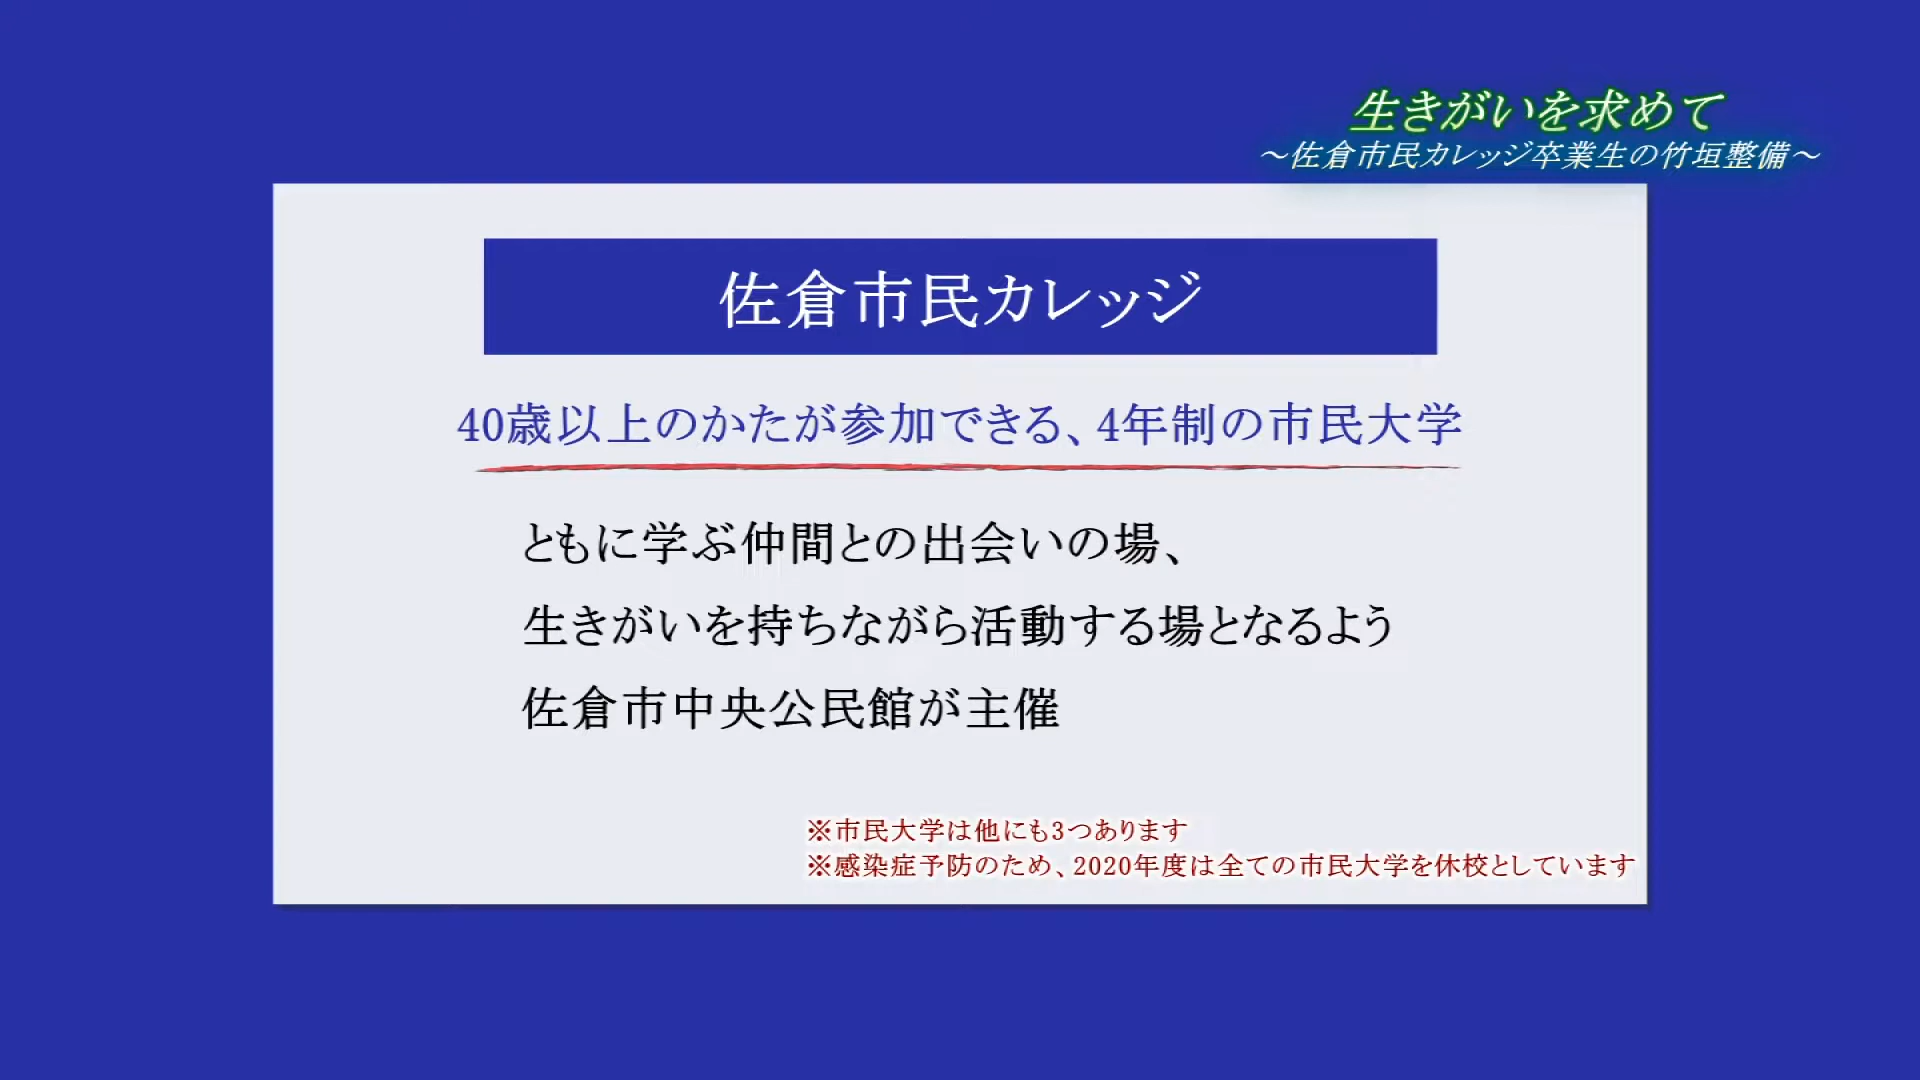 生きがいを求めて
～佐倉市民カレッジ卒業生の竹垣整備～
佐倉市民カレッジ
40歳以上のかたが参加できる、4年制の市民大学
ともに学ぶ仲間との出会いの場、
生きがいを持ちながら活動する場となるよう
佐倉市中央公民館が主催
※市民大学は他にも3つあります
※感染症予防のため、2020年度は全ての市民大学を休校としています